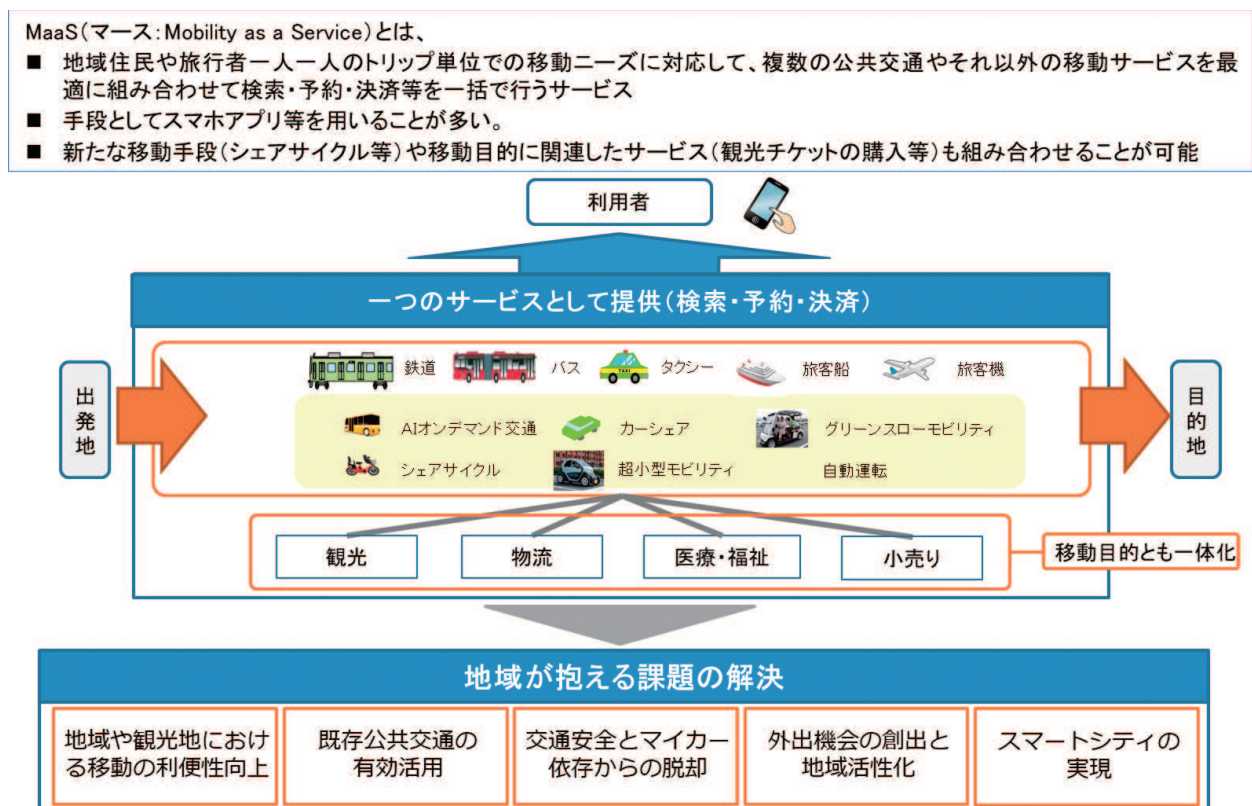 MaaS(マース:Mobility as a Service)とは、
■ 地域住民や旅行者一人一人のトリップ単位での移動ニーズに対応して、複数の公共交通やそれ以外の移動サービスを最
適に組み合わせて検索・予約・決済等を一括で行うサービス
■ 手段としてスマホアプリ等を用いることが多い。
■ 新たな移動手段(シェアサイクル等)や移動目的に関連したサービス(観光チケットの購入等)も組み合わせることが可能
利用者
一つのサービスとして提供(検索・予約・決済)
出発地
鉄道 バス タクシー 旅客船 旅客機
TAXI
AIオンデマンド交通 カーシェア グリーンスローモビリティ
シェアサイクル 超小型モビリティ 自動運転
目的地
観光 物流 医療・福祉 小売り
移動目的とも一体化
地域が抱える課題の解決
地域や観光地におけ
る移動の利便性向上
既存公共交通の
有効活用
交通安全とマイカー
依存からの脱却
外出機会の創出と
地域活性化
スマートシティの
実現